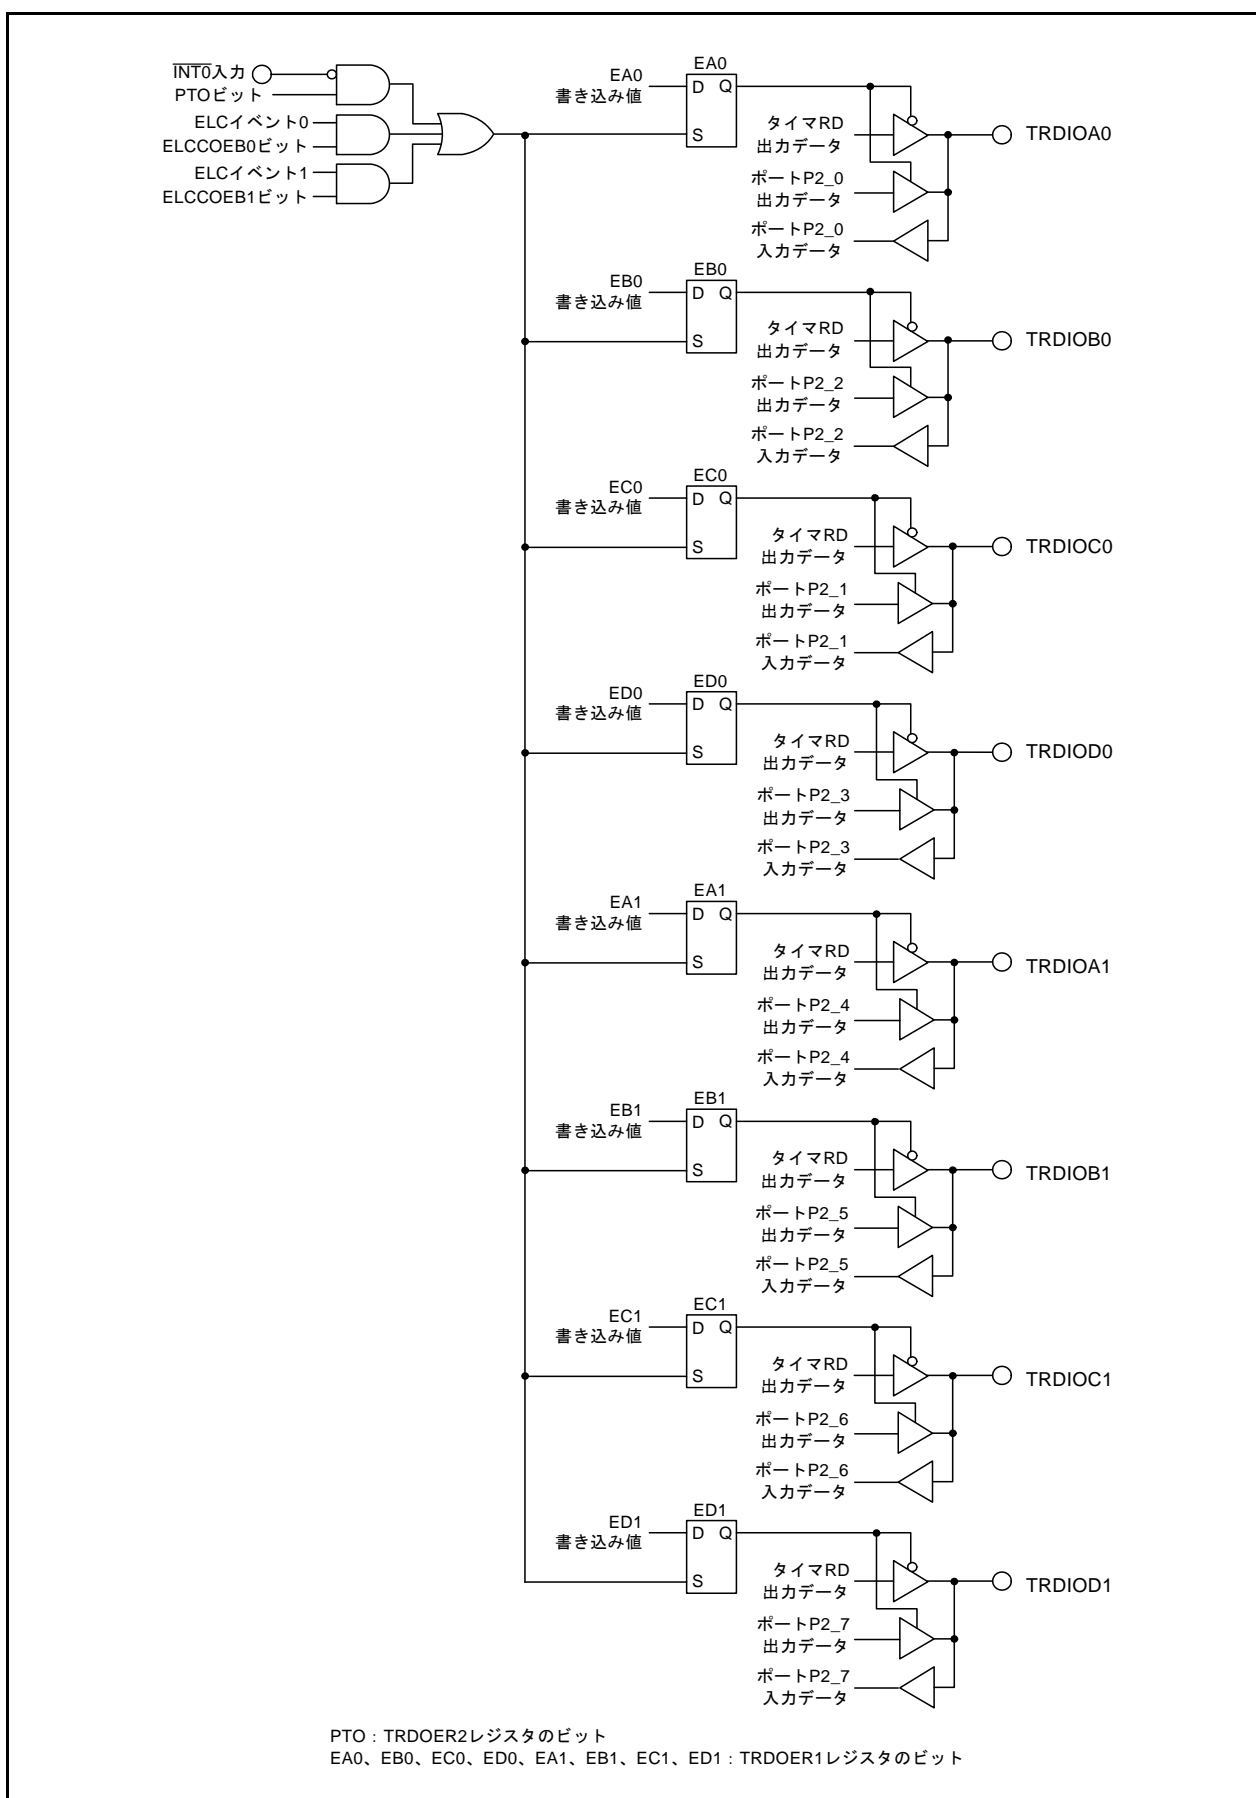 INT0入力
PTOビット
ELCイベント0
ELCCOEB0ビット
ELCイベント1
ELCCOEB1ビット
EA0
書き込み値
EA0
D Q
S
タイマRD
出力データ
ポートP2_0
出力データ
ポートP2_0
入力データ
TRDIOA0
EB0
書き込み値
EB0
D Q
S
タイマRD
出力データ
ポートP2_2
出力データ
ポートP2_2
入力データ
TRDIOB0
EC0
書き込み値
EC0
D Q
S
タイマRD
出力データ
ポートP2_1
出力データ
ポートP2_1
入力データ
TRDIOC0
ED0
書き込み値
ED0
D Q
S
タイマRD
出力データ
ポートP2_3
出力データ
ポートP2_3
入力データ
TRDIOD0
EA1
書き込み値
EA1
D Q
S
タイマRD
出力データ
ポートP2_4
出力データ
ポートP2_4
入力データ
TRDIOA1
EB1
書き込み値
EB1
D Q
S
タイマRD
出力データ
ポートP2_5
出力データ
ポートP2_5
入力データ
TRDIOB1
EC1
書き込み値
EC1
D Q
S
タイマRD
出力データ
ポートP2_6
出力データ
ポートP2_6
入力データ
TRDIOC1
ED1
書き込み値
ED1
D Q
S
タイマRD
出力データ
ポートP2_7
出力データ
ポートP2_7
入力データ
TRDIOD1
PTO：TRDOER2レジスタのビット
EA0、EB0、EC0、ED0、EA1、EB1、EC1、ED1：TRDOER1レジスタのビット